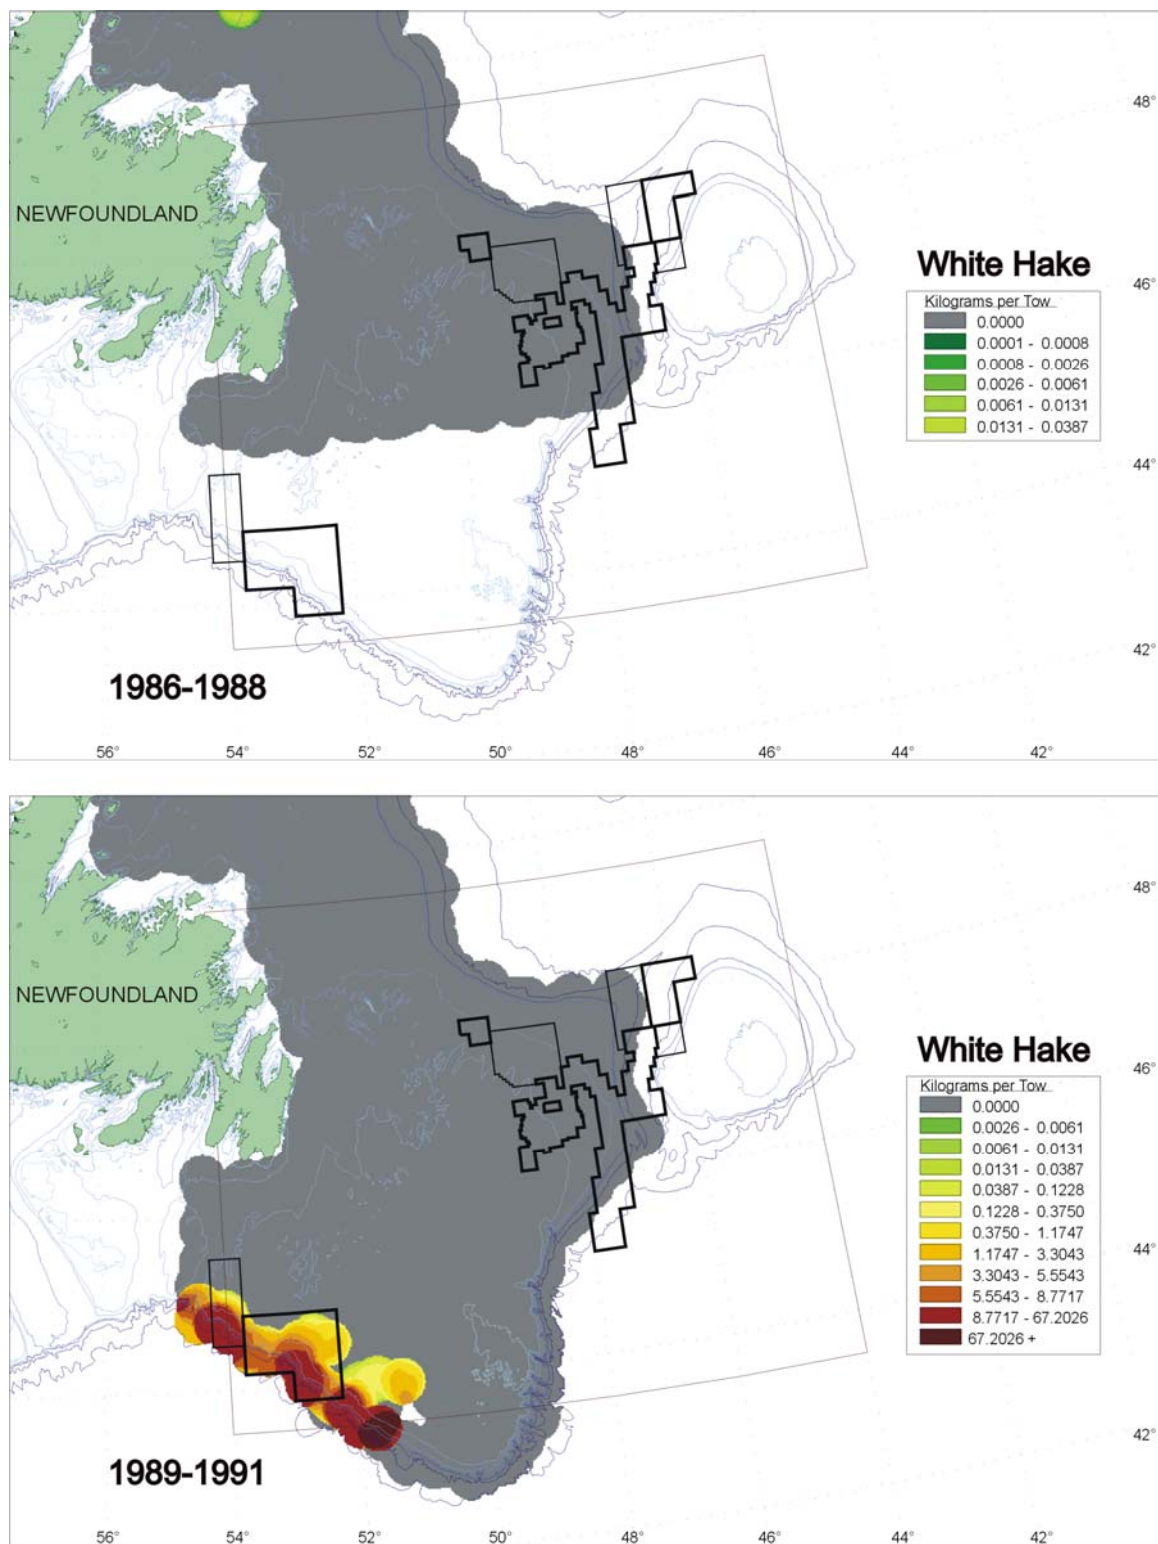 48°
NEWFOUNDLAND
White Hake
46°
Kilograms per Tow
0.0000
0.0001 - 0.0008
0.0008 - 0.0026
0.0026 - 0.0061
0.0061 - 0.0131
0.0131 - 0.0387
44°
42°
1986-1988
56° 54° 52° 50° 48° 46° 44° 42°
48°
NEWFOUNDLAND
White Hake
46°
Kilograms per Tow
0.0000
0.0026 - 0.0061
0.0061 - 0.0131
0.0131 - 0.0387
0.0387 - 0.1228
0.1228 - 0.3750
0.3750 - 1.1747
1.1747 - 3.3043
3.3043 - 5.5543
5.5543 - 8.7717
8.7717 - 67.2026
67.2026 +
44°
42°
1989-1991
56° 54° 52° 50° 48° 46° 44° 42°